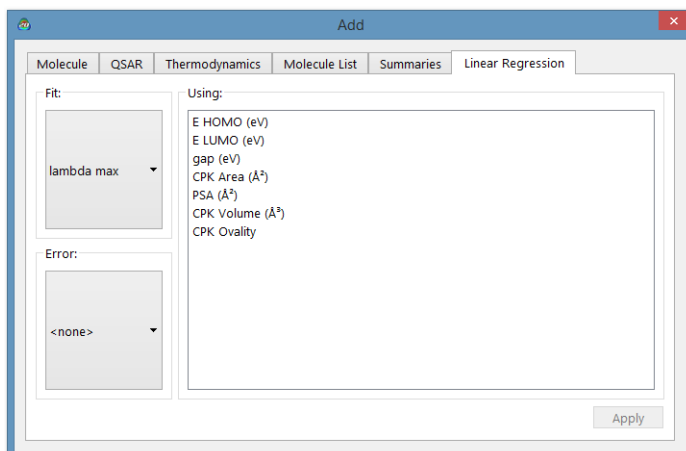 Add
Molecule
QSAR
Thermodynamics
Molecule List
Summaries
Linear Regression
Fit:
lambda max
Error:
<none>
Using:
E HOMO (eV)
E LUMO (eV)
gap (eV)
CPK Area (Å²)
PSA (Å²)
CPK Volume (Å³)
CPK Ovality
Apply